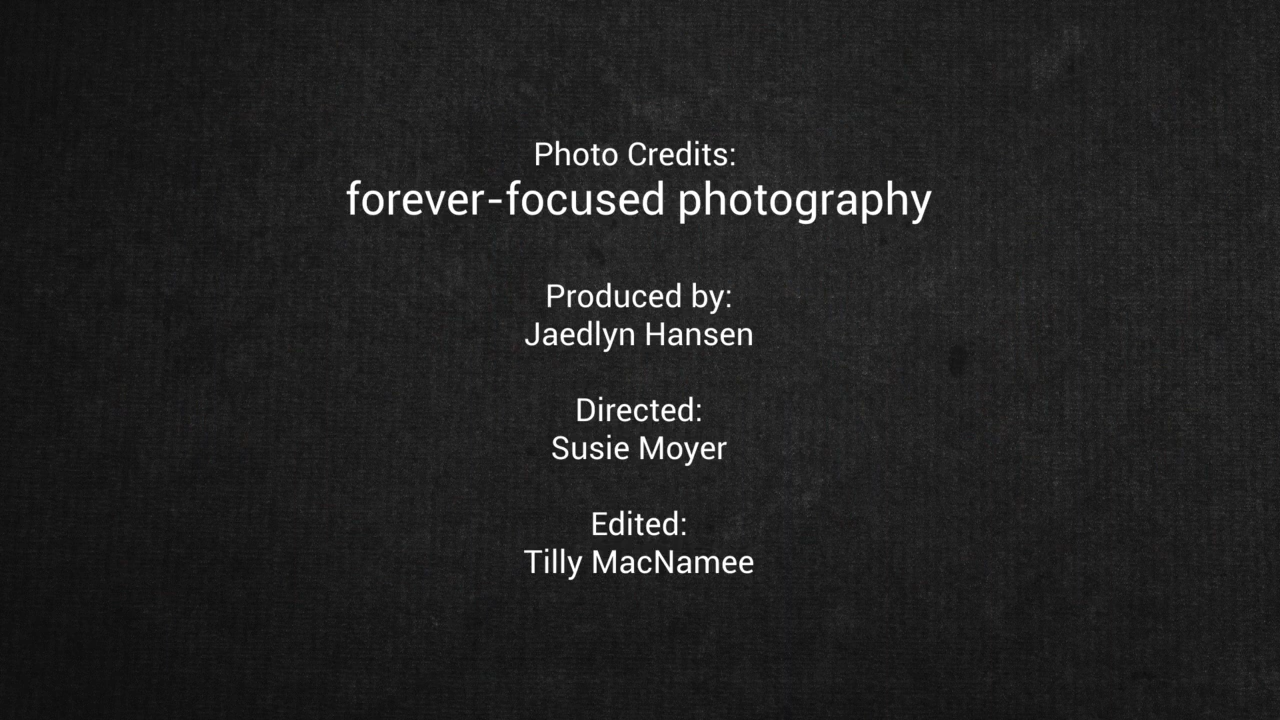 Photo Credits:
forever-focused photography
Produced by:
Jaedlyn Hansen
Directed:
Susie Moyer
Edited:
Tilly MacNamee